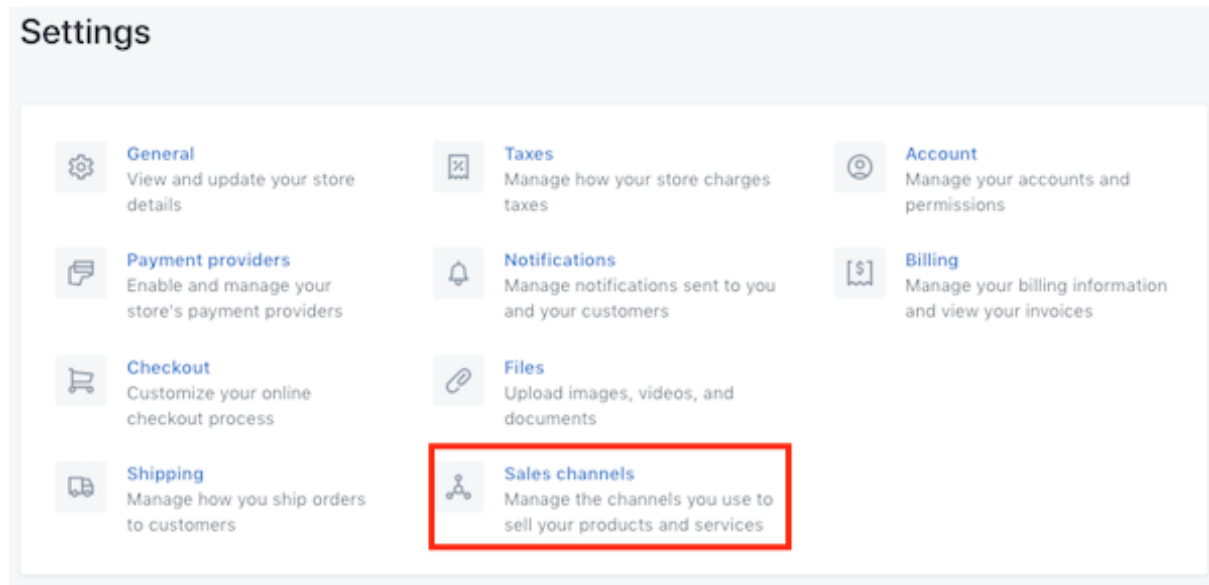 Settings
General
View and update your store
details
Payment providers
Enable and manage your
store's payment providers
Checkout
Customize your online
checkout process
Shipping
Manage how you ship orders
to customers
Taxes
Manage how your store charges
taxes
Notifications
Manage notifications sent to you
and your customers
Files
Upload images, videos, and
documents
Sales channels
Manage the channels you use to
sell your products and services
Account
Manage your accounts and
permissions
Billing
Manage your billing information
and view your invoices